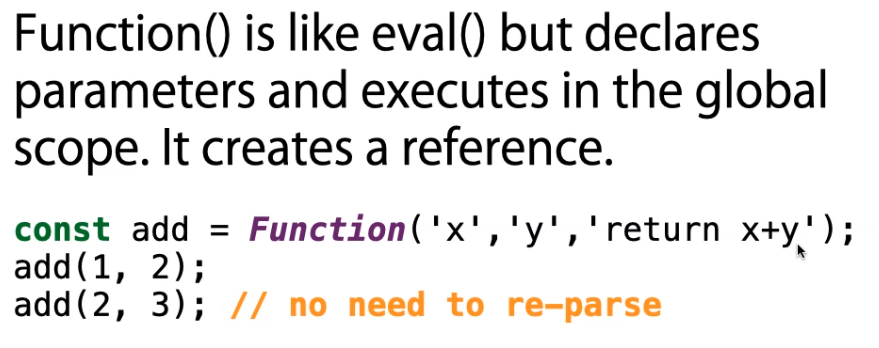 Function() is like eval() but declares
parameters and executes in the global
scope. It creates a reference.
const add = Function('x','y','return x+y');
add(1, 2);
add(2, 3); // no need to re-parse